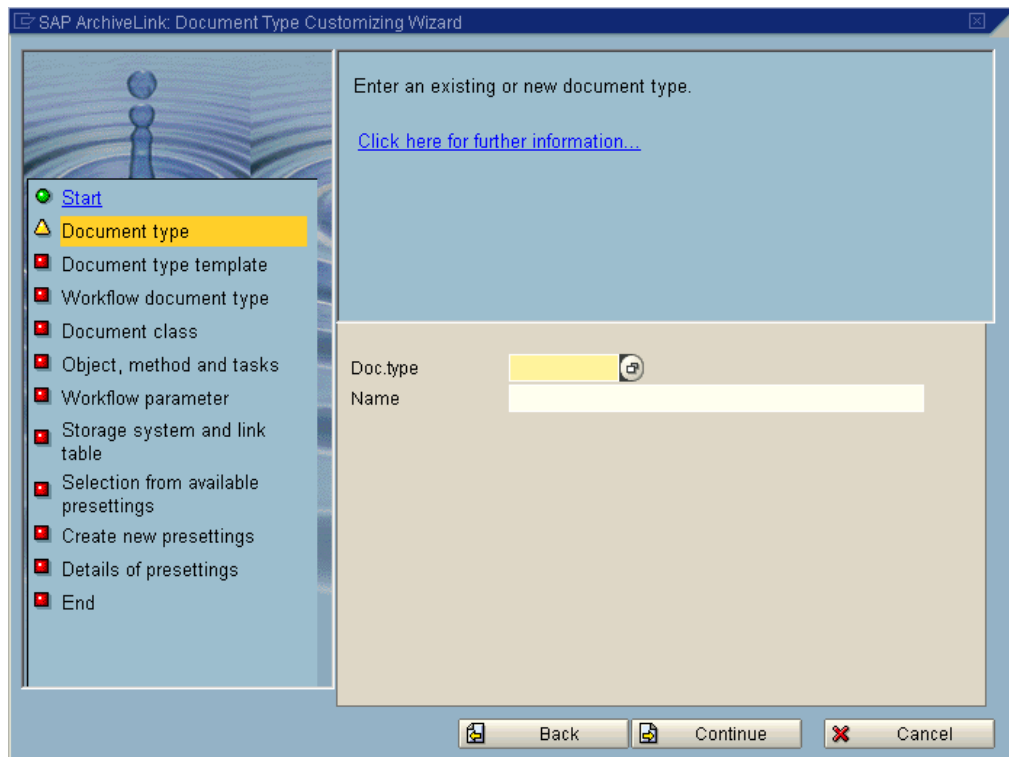 SAP ArchiveLink: Document Type Customizing Wizard
Enter an existing or new document type.
Click here for further information...
Start
Document type
Document type template
Workflow document type
Document class
Object, method and tasks
Workflow parameter
Storage system and link
table
Selection from available
presettings
Create new presettings
Details of presettings
End
Doc.type
Name
Back
Continue
Cancel